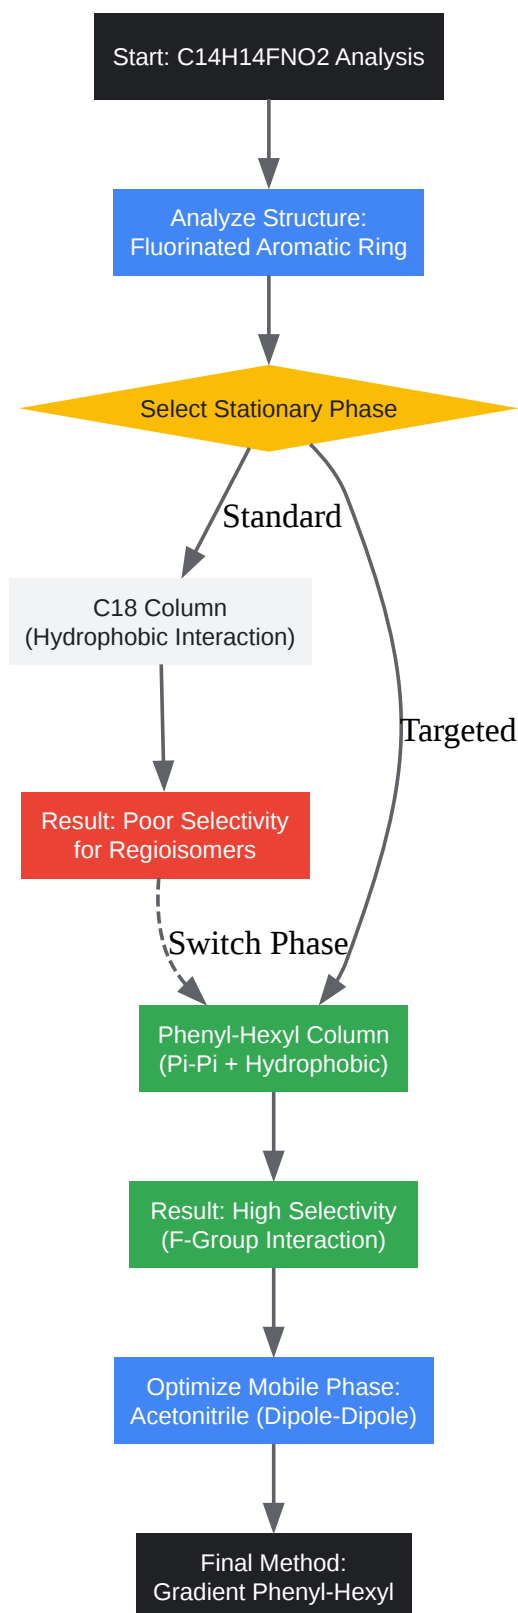 Start: C14H14FNO2 Analysis
Analyze Structure:
Fluorinated Aromatic Ring
Select Stationary Phase
Standard
C18 Column
(Hydrophobic Interaction)
Targeted
Result: Poor Selectivity
for Regioisomers
Switch Phase
Phenyl-Hexyl Column
(Pi-Pi + Hydrophobic)
Result: High Selectivity
(F-Group Interaction)
Optimize Mobile Phase:
Acetonitrile (Dipole-Dipole)
Final Method:
Gradient Phenyl-Hexyl